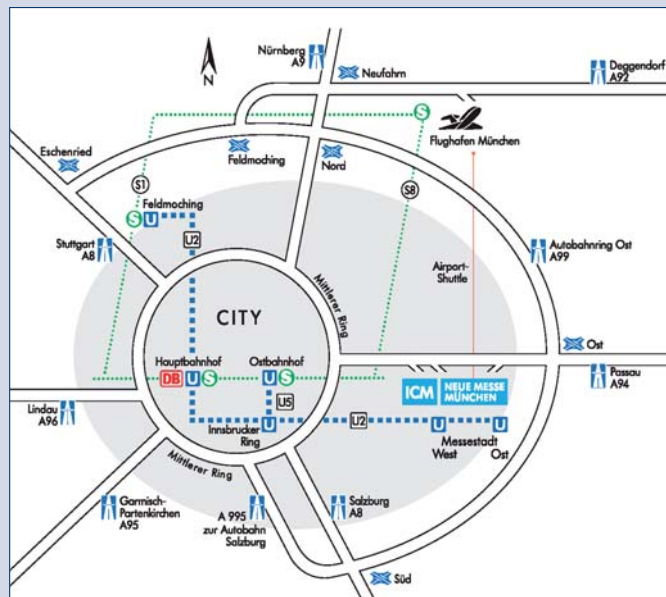 Nürnberg
A9
Neufahrn
Deggendorf
A92
N
S
Flughafen München
Eschenried
Feldmoching
Nord
S1
S8
Feldmoching
S U
U2
Stuttgart
A8
Autobahnring Ost
A99
Airport-
Shuttle
Mittlerer Ring
CITY
Ost
Hauptbahnhof
DB U S
Ostbahnhof
U S
Passau
A94
ICM
NEUE MESSE
MÜNCHEN
Lindau
A96
U5
Innsbrucker
Ring
U
U2
U
U
Messestadt
West Ost
Mittlerer Ring
Garmisch-
Partenkirchen
A95
A 995
zur Autobahn
Salzburg
Salzburg
A8
Süd